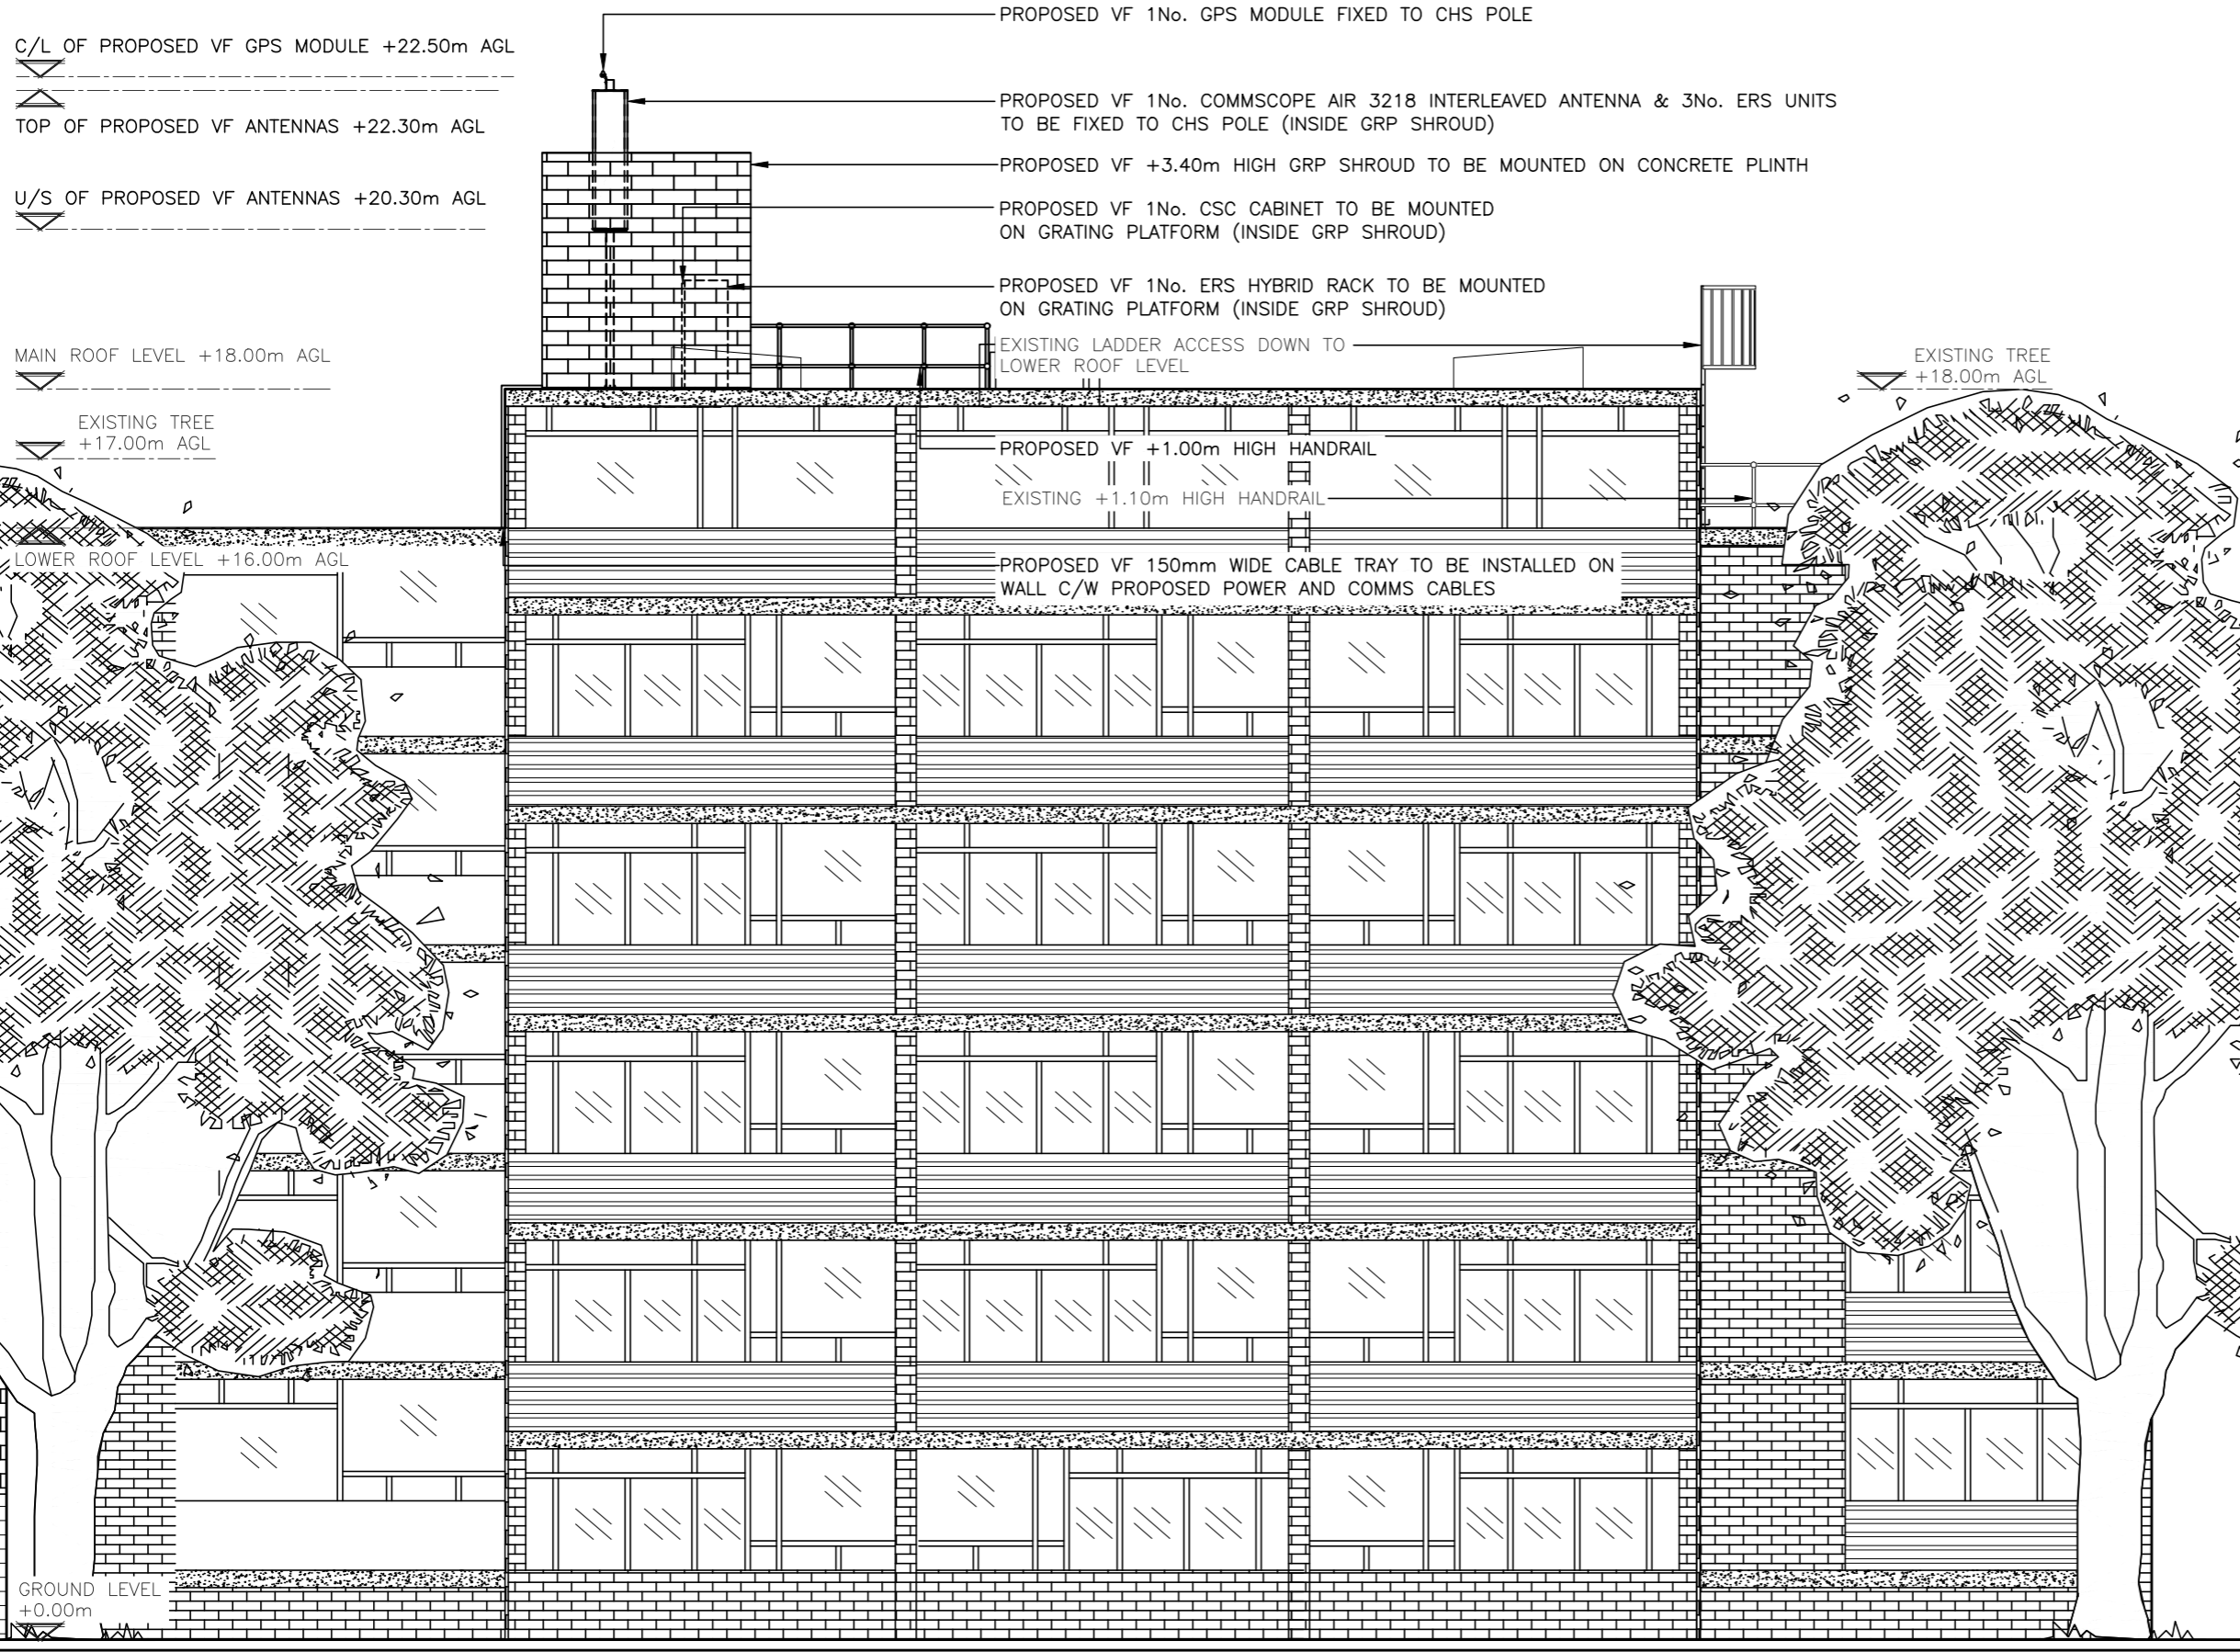 C/L OF PROPOSED VF GPS MODULE +22.50m AGL
TOP OF PROPOSED VF ANTENNAS +22.30m AGL
U/S OF PROPOSED VF ANTENNAS +20.30m AGL
MAIN ROOF LEVEL +18.00m AGL
EXISTING TREE
+17.00m AGL
LOWER ROOF LEVEL +16.00m AGL
GROUND LEVEL
+0.00m
PROPOSED VF 1No. GPS MODULE FIXED TO CHS POLE
PROPOSED VF 1No. COMMSCOPE AIR 3218 INTERLEAVED ANTENNA & 3No. ERS UNITS
TO BE FIXED TO CHS POLE (INSIDE GRP SHROUD)
PROPOSED VF +3.40m HIGH GRP SHROUD TO BE MOUNTED ON CONCRETE PLINTH
PROPOSED VF 1No. CSC CABINET TO BE MOUNTED
ON GRATING PLATFORM (INSIDE GRP SHROUD)
PROPOSED VF 1No. ERS HYBRID RACK TO BE MOUNTED
ON GRATING PLATFORM (INSIDE GRP SHROUD)
EXISTING LADDER ACCESS DOWN TO
LOWER ROOF LEVEL
PROPOSED VF +1.00m HIGH HANDRAIL
EXISTING +1.10m HIGH HANDRAIL
PROPOSED VF 150mm WIDE CABLE TRAY TO BE INSTALLED ON
WALL C/W PROPOSED POWER AND COMMS CABLES
EXISTING TREE
+18.00m AGL